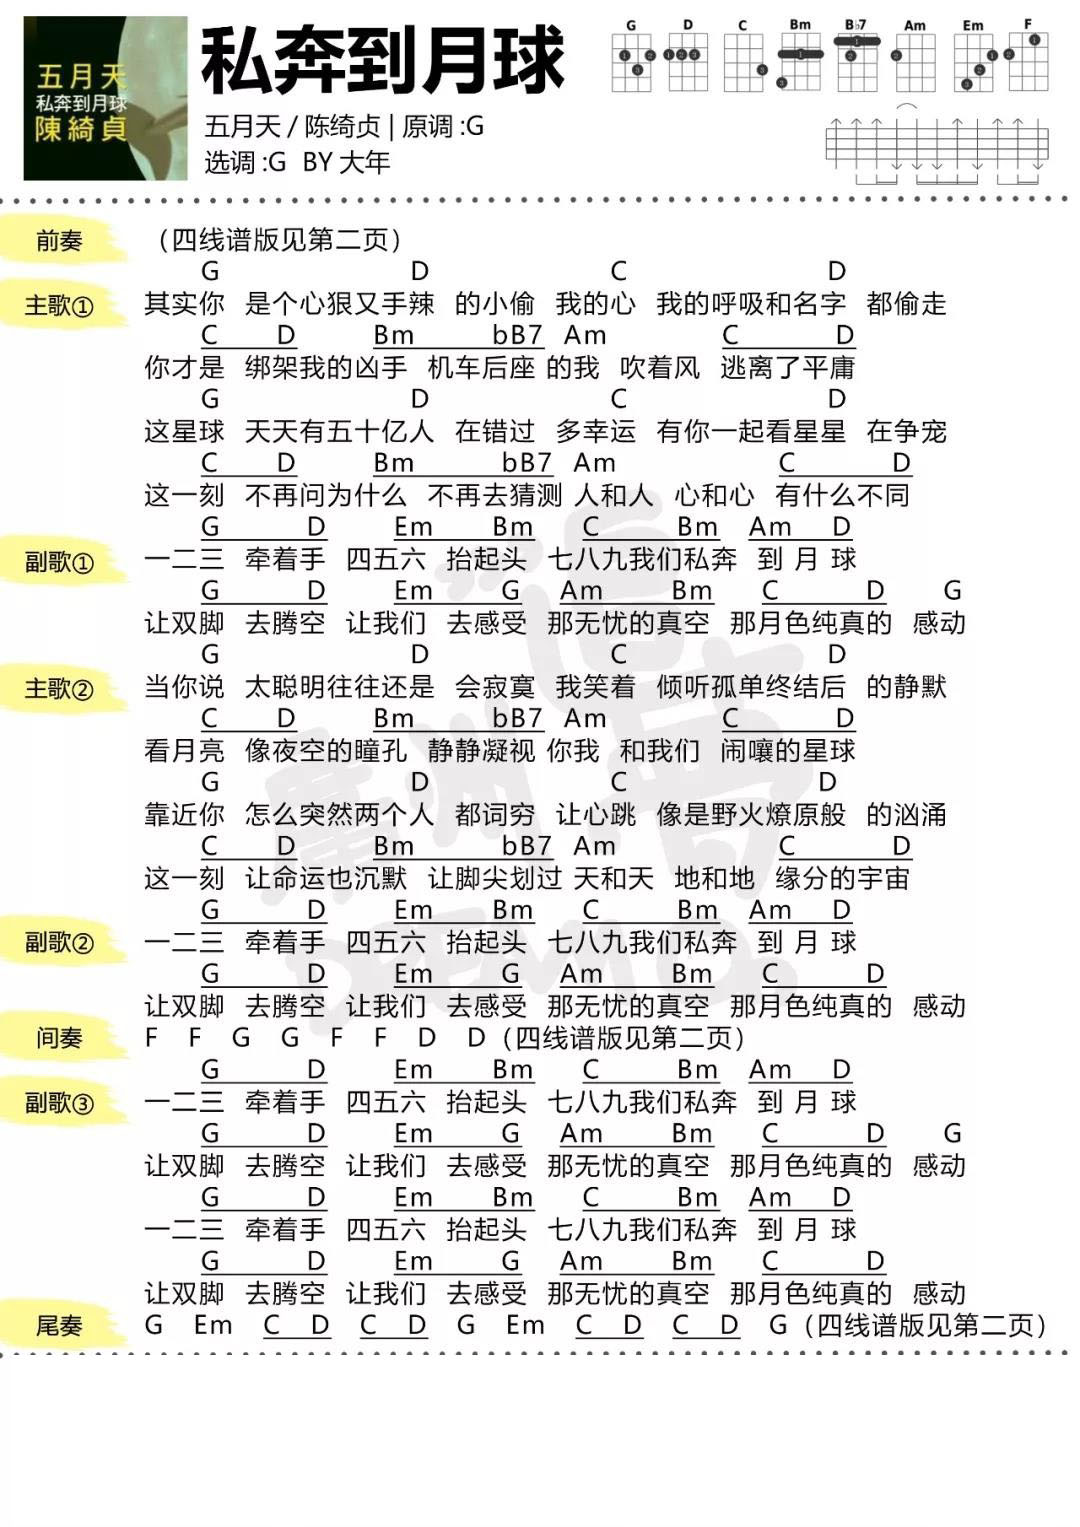 五月天
私奔到月球
陳綺貞
私奔到月球
五月天 / 陈绮贞 | 原调 :G
选调 :G BY 大年
G D C Bm B♭7 Am Em F
前奏 （四线谱版见第二页）
G D C D
主歌① 其实你 是个心狠又手辣 的小偷 我的心 我的呼吸和名字 都偷走
C D Bm bB7 Am C D
你才是 绑架我的凶手 机车后座 的我 吹着风 逃离了平庸
G D C D
这星球 天天有五十亿人 在错过 多幸运 有你一起看星星 在争宠
C D Bm bB7 Am C D
这一刻 不再问为什么 不再去猜测 人和人 心和心 有什么不同
G D Em Bm C Bm Am D
副歌① 一二三 牵着手 四五六 抬起头 七八九我们私奔 到 月 球
G D Em G Am Bm C D G
让双脚 去腾空 让我们 去感受 那无忧的真空 那月色纯真的 感动
G D C D
主歌② 当你说 太聪明往往还是 会寂寞 我笑着 倾听孤单终结后 的静默
C D Bm bB7 Am C D
看月亮 像夜空的瞳孔 静静凝视 你我 和我们 闹嚷的星球
G D C D
靠近你 怎么突然两个人 都词穷 让心跳 像是野火燎原般 的汹涌
C D Bm bB7 Am C D
这一刻 让命运也沉默 让脚尖划过 天和天 地和地 缘分的宇宙
G D Em Bm C Bm Am D
副歌② 一二三 牵着手 四五六 抬起头 七八九我们私奔 到 月 球
G D Em G Am Bm C D
让双脚 去腾空 让我们 去感受 那无忧的真空 那月色纯真的 感动
间奏 F F G G F F D D（四线谱版见第二页）
G D Em Bm C Bm Am D
副歌③ 一二三 牵着手 四五六 抬起头 七八九我们私奔 到 月 球
G D Em G Am Bm C D G
让双脚 去腾空 让我们 去感受 那无忧的真空 那月色纯真的 感动
G D Em Bm C Bm Am D
一二三 牵着手 四五六 抬起头 七八九我们私奔 到 月 球
G D Em G Am Bm C D
让双脚 去腾空 让我们 去感受 那无忧的真空 那月色纯真的 感动
尾奏 G Em C D C D G Em C D C D G（四线谱版见第二页）